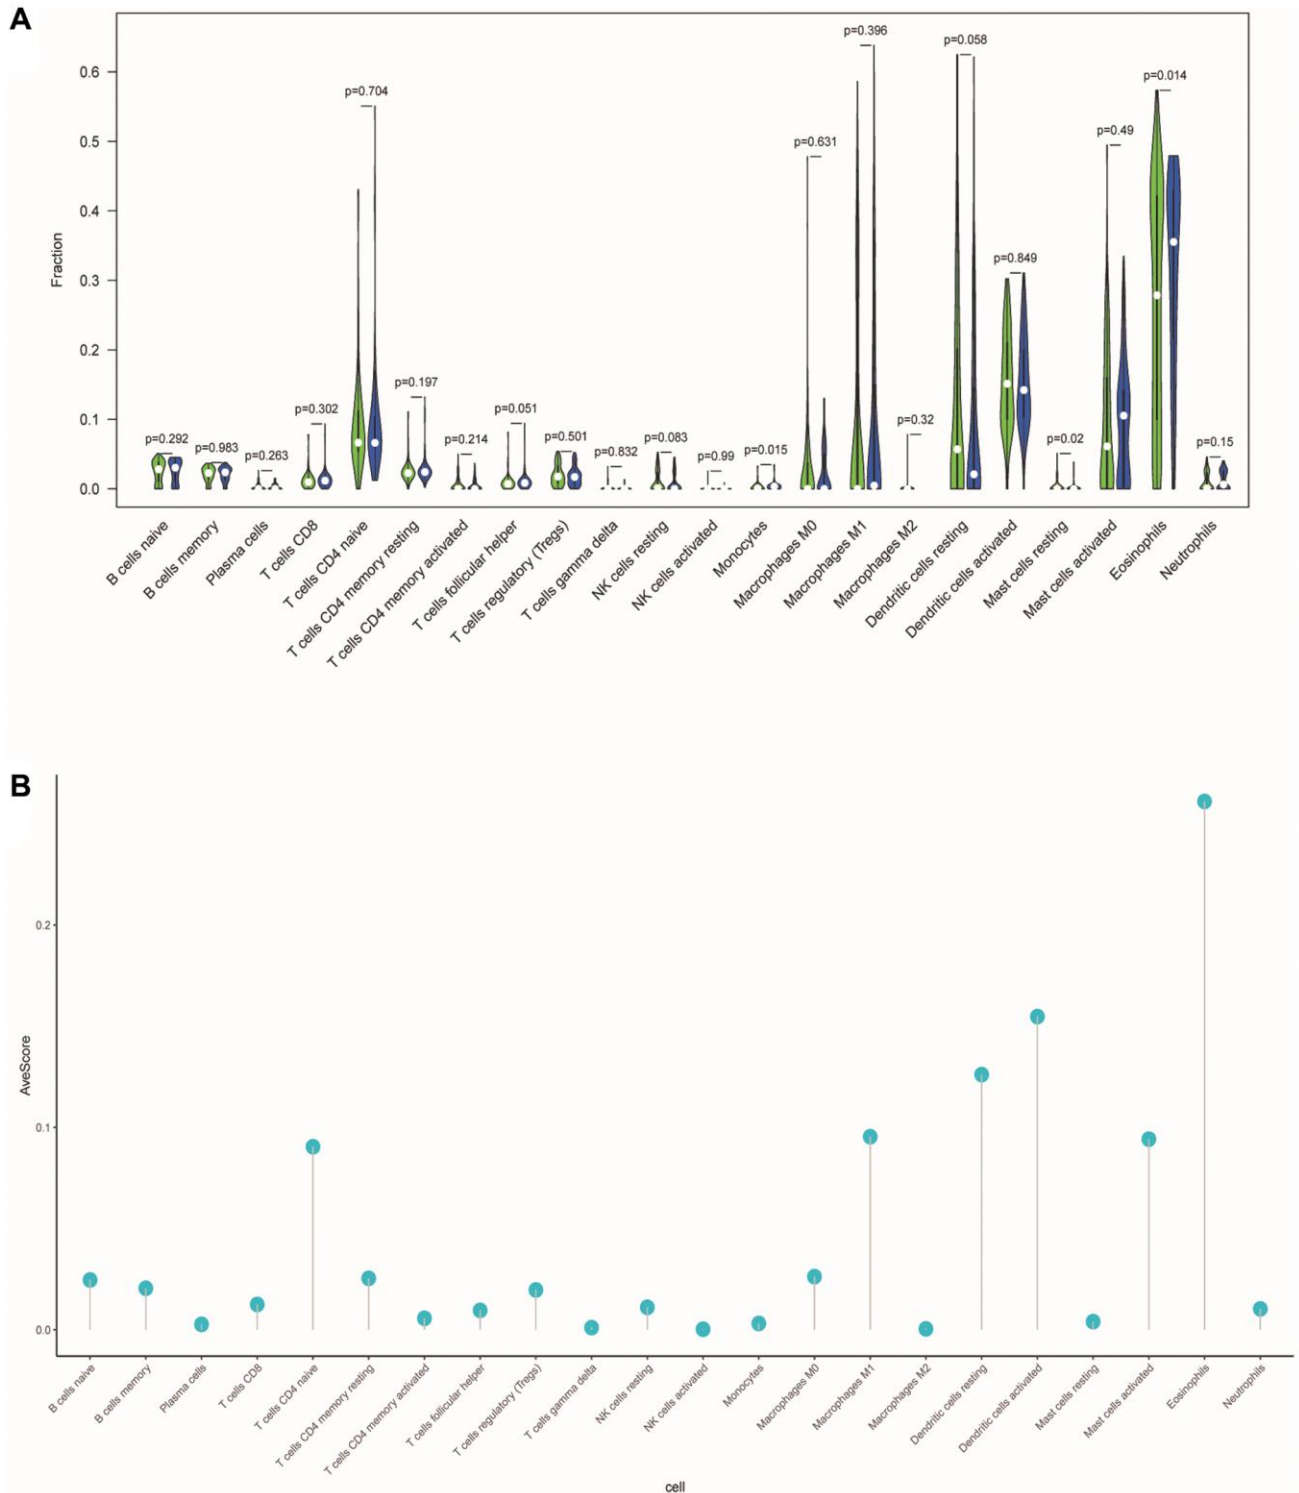 A
p=0.396
p=0.058
p=0.014
p=0.704
p=0.49
p=0.631
p=0.849
p=0.197
p=0.302
p=0.32
p=0.292
p=0.983
p=0.263
p=0.214
p=0.051
p=0.501
p=0.832
p=0.083
p=0.99
p=0.015
p=0.02
p=0.15
0.6
0.5
0.4
0.3
0.2
0.1
0.0
Fraction
B cells naive
B cells memory
Plasma cells
T cells CD8
T cells CD4 naive
T cells CD4 memory resting
T cells CD4 memory activated
T cells follicular helper
T cells regulatory (Tregs)
T cells gamma delta
NK cells resting
NK cells activated
Monocytes
Macrophages M0
Macrophages M1
Macrophages M2
Dendritic cells resting
Dendritic cells activated
Mast cells resting
Mast cells activated
Eosinophils
Neutrophils
B
0.2
0.1
0.0
AveScore
B cells naive
B cells memory
Plasma cells
T cells CD8
T cells CD4 naive
T cells CD4 memory resting
T cells CD4 memory activated
T cells follicular helper
T cells regulatory (Tregs)
T cells gamma delta
NK cells resting
NK cells activated
Monocytes
Macrophages M0
Macrophages M1
Macrophages M2
Dendritic cells resting
Dendritic cells activated
Mast cells resting
Mast cells activated
Eosinophils
Neutrophils
cell